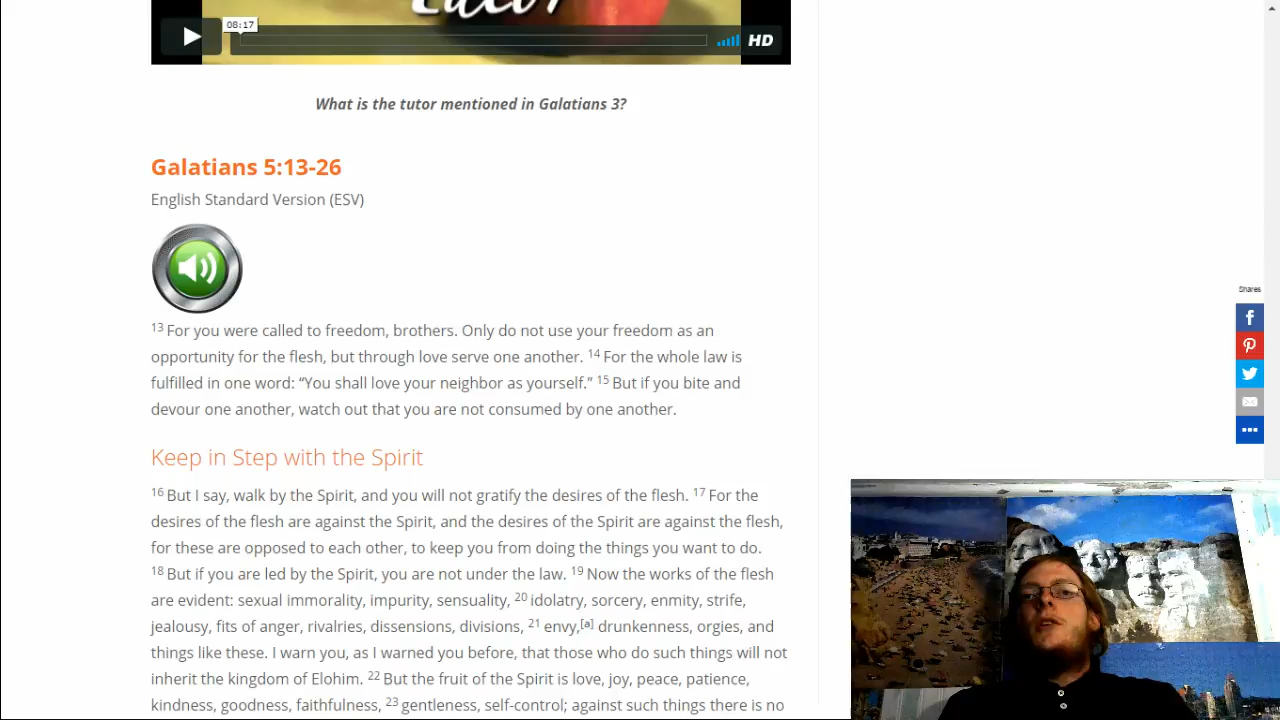 08:17
HD
What is the tutor mentioned in Galatians 3?
Galatians 5:13-26
English Standard Version (ESV)
13 For you were called to freedom, brothers. Only do not use your freedom as an
opportunity for the flesh, but through love serve one another. 14 For the whole law is
fulfilled in one word: “You shall love your neighbor as yourself.” 15 But if you bite and
devour one another, watch out that you are not consumed by one another.
Shares
Keep in Step with the Spirit
16 But I say, walk by the Spirit, and you will not gratify the desires of the flesh. 17 For the
desires of the flesh are against the Spirit, and the desires of the Spirit are against the flesh,
for these are opposed to each other, to keep you from doing the things you want to do.
18 But if you are led by the Spirit, you are not under the law. 19 Now the works of the flesh
are evident: sexual immorality, impurity, sensuality, 20 idolatry, sorcery, enmity, strife,
jealousy, fits of anger, rivalries, dissensions, divisions, 21 envy,[a] drunkenness, orgies, and
things like these. I warn you, as I warned you before, that those who do such things will not
inherit the kingdom of Elohim. 22 But the fruit of the Spirit is love, joy, peace, patience,
kindness, goodness, faithfulness, 23 gentleness, self-control; against such things there is no